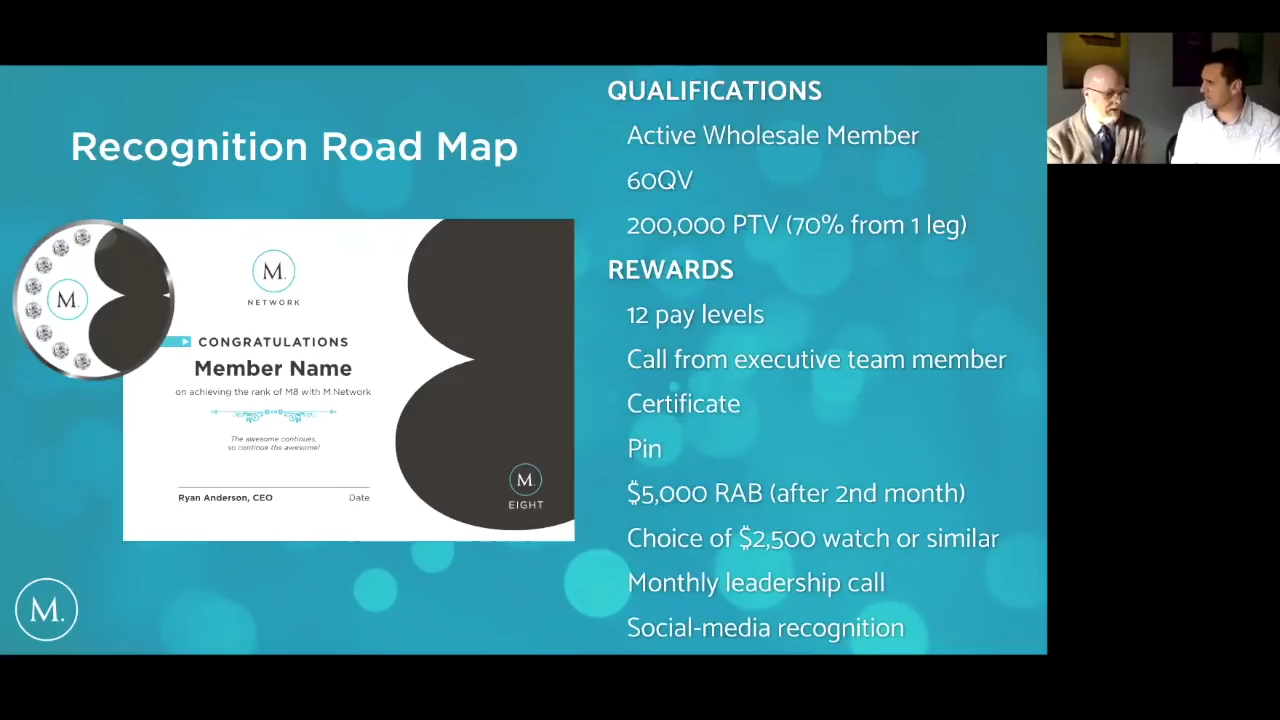 Recognition Road Map
M.
M.
NETWORK
CONGRATULATIONS
Member Name
on achieving the rank of M8 with M.Network
The awesome continues,
so continue the awesome!
Ryan Anderson, CEO
Date
M.
EIGHT
M.
QUALIFICATIONS
Active Wholesale Member
60QV
200,000 PTV (70% from 1 leg)
REWARDS
12 pay levels
Call from executive team member
Certificate
Pin
$5,000 RAB (after 2nd month)
Choice of $2,500 watch or similar
Monthly leadership call
Social-media recognition